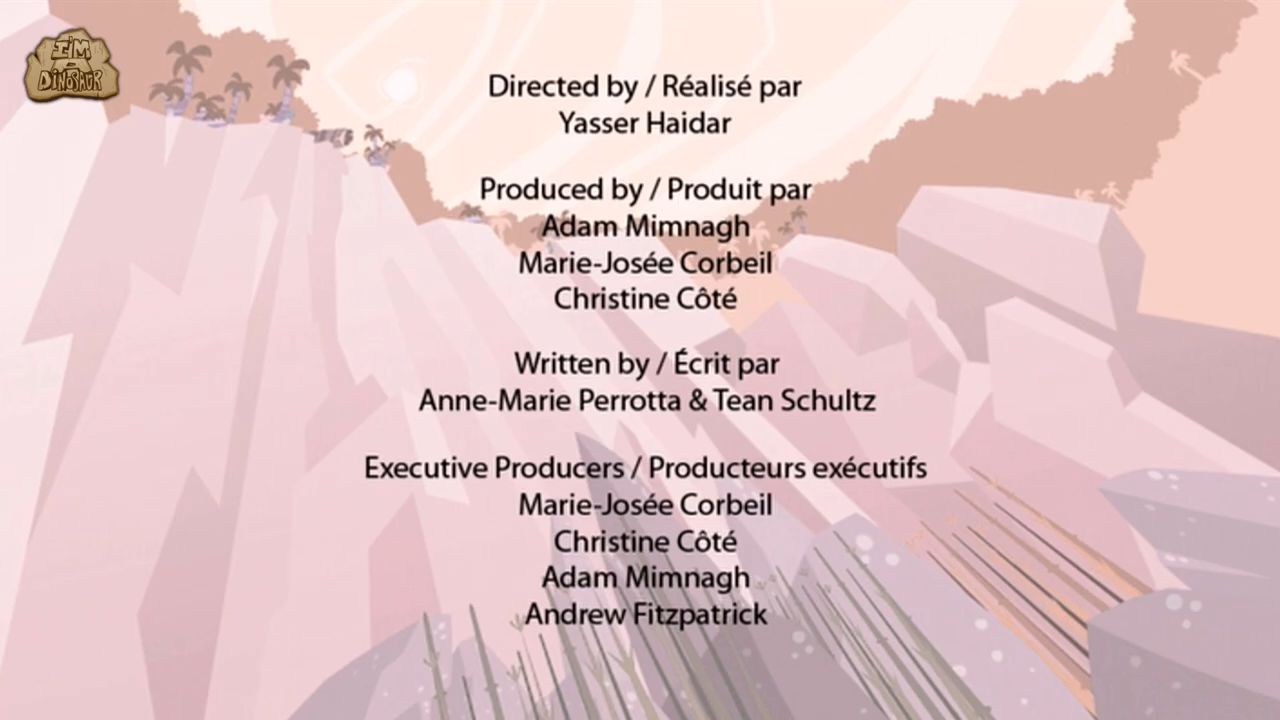 I'M
A
DINOSAUR
Directed by / Réalisé par
Yasser Haidar
Produced by / Produit par
Adam Mimnagh
Marie-Josée Corbeil
Christine Côté
Written by / Écrit par
Anne-Marie Perrotta & Tean Schultz
Executive Producers / Producteurs exécutifs
Marie-Josée Corbeil
Christine Côté
Adam Mimnagh
Andrew Fitzpatrick